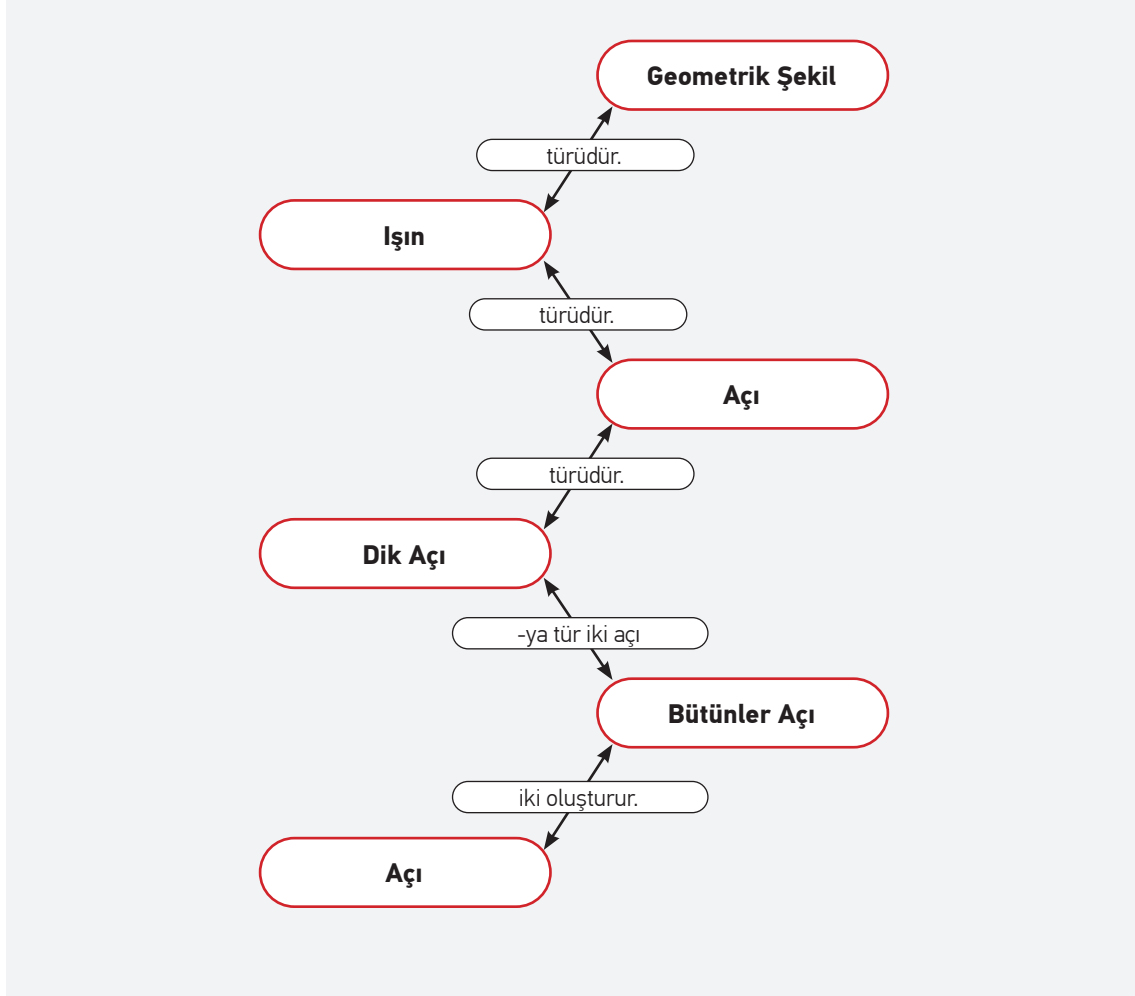 Geometrik Şekil
türüdür.
Işın
türüdür.
Açı
türüdür.
Dik Açı
-ya tür iki açı
Bütünler Açı
iki oluşturur.
Açı